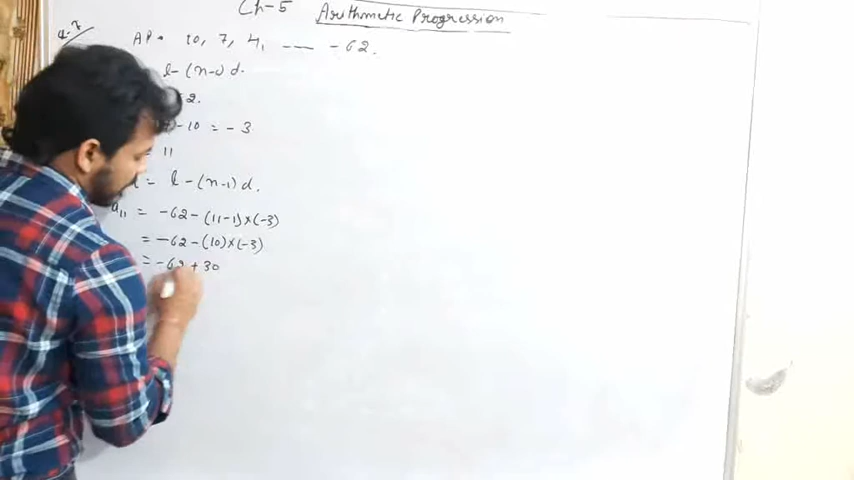 Ch-5 Arithmetic Progression
AP = 10, 7, 4, ---- -62.
l-(n-1) d.
2.
-10 = -3
= 11
= l - (n-1) d.
a11 = -62-(11-1)×(-3)
= -62-(10)×(-3)
= -62+30